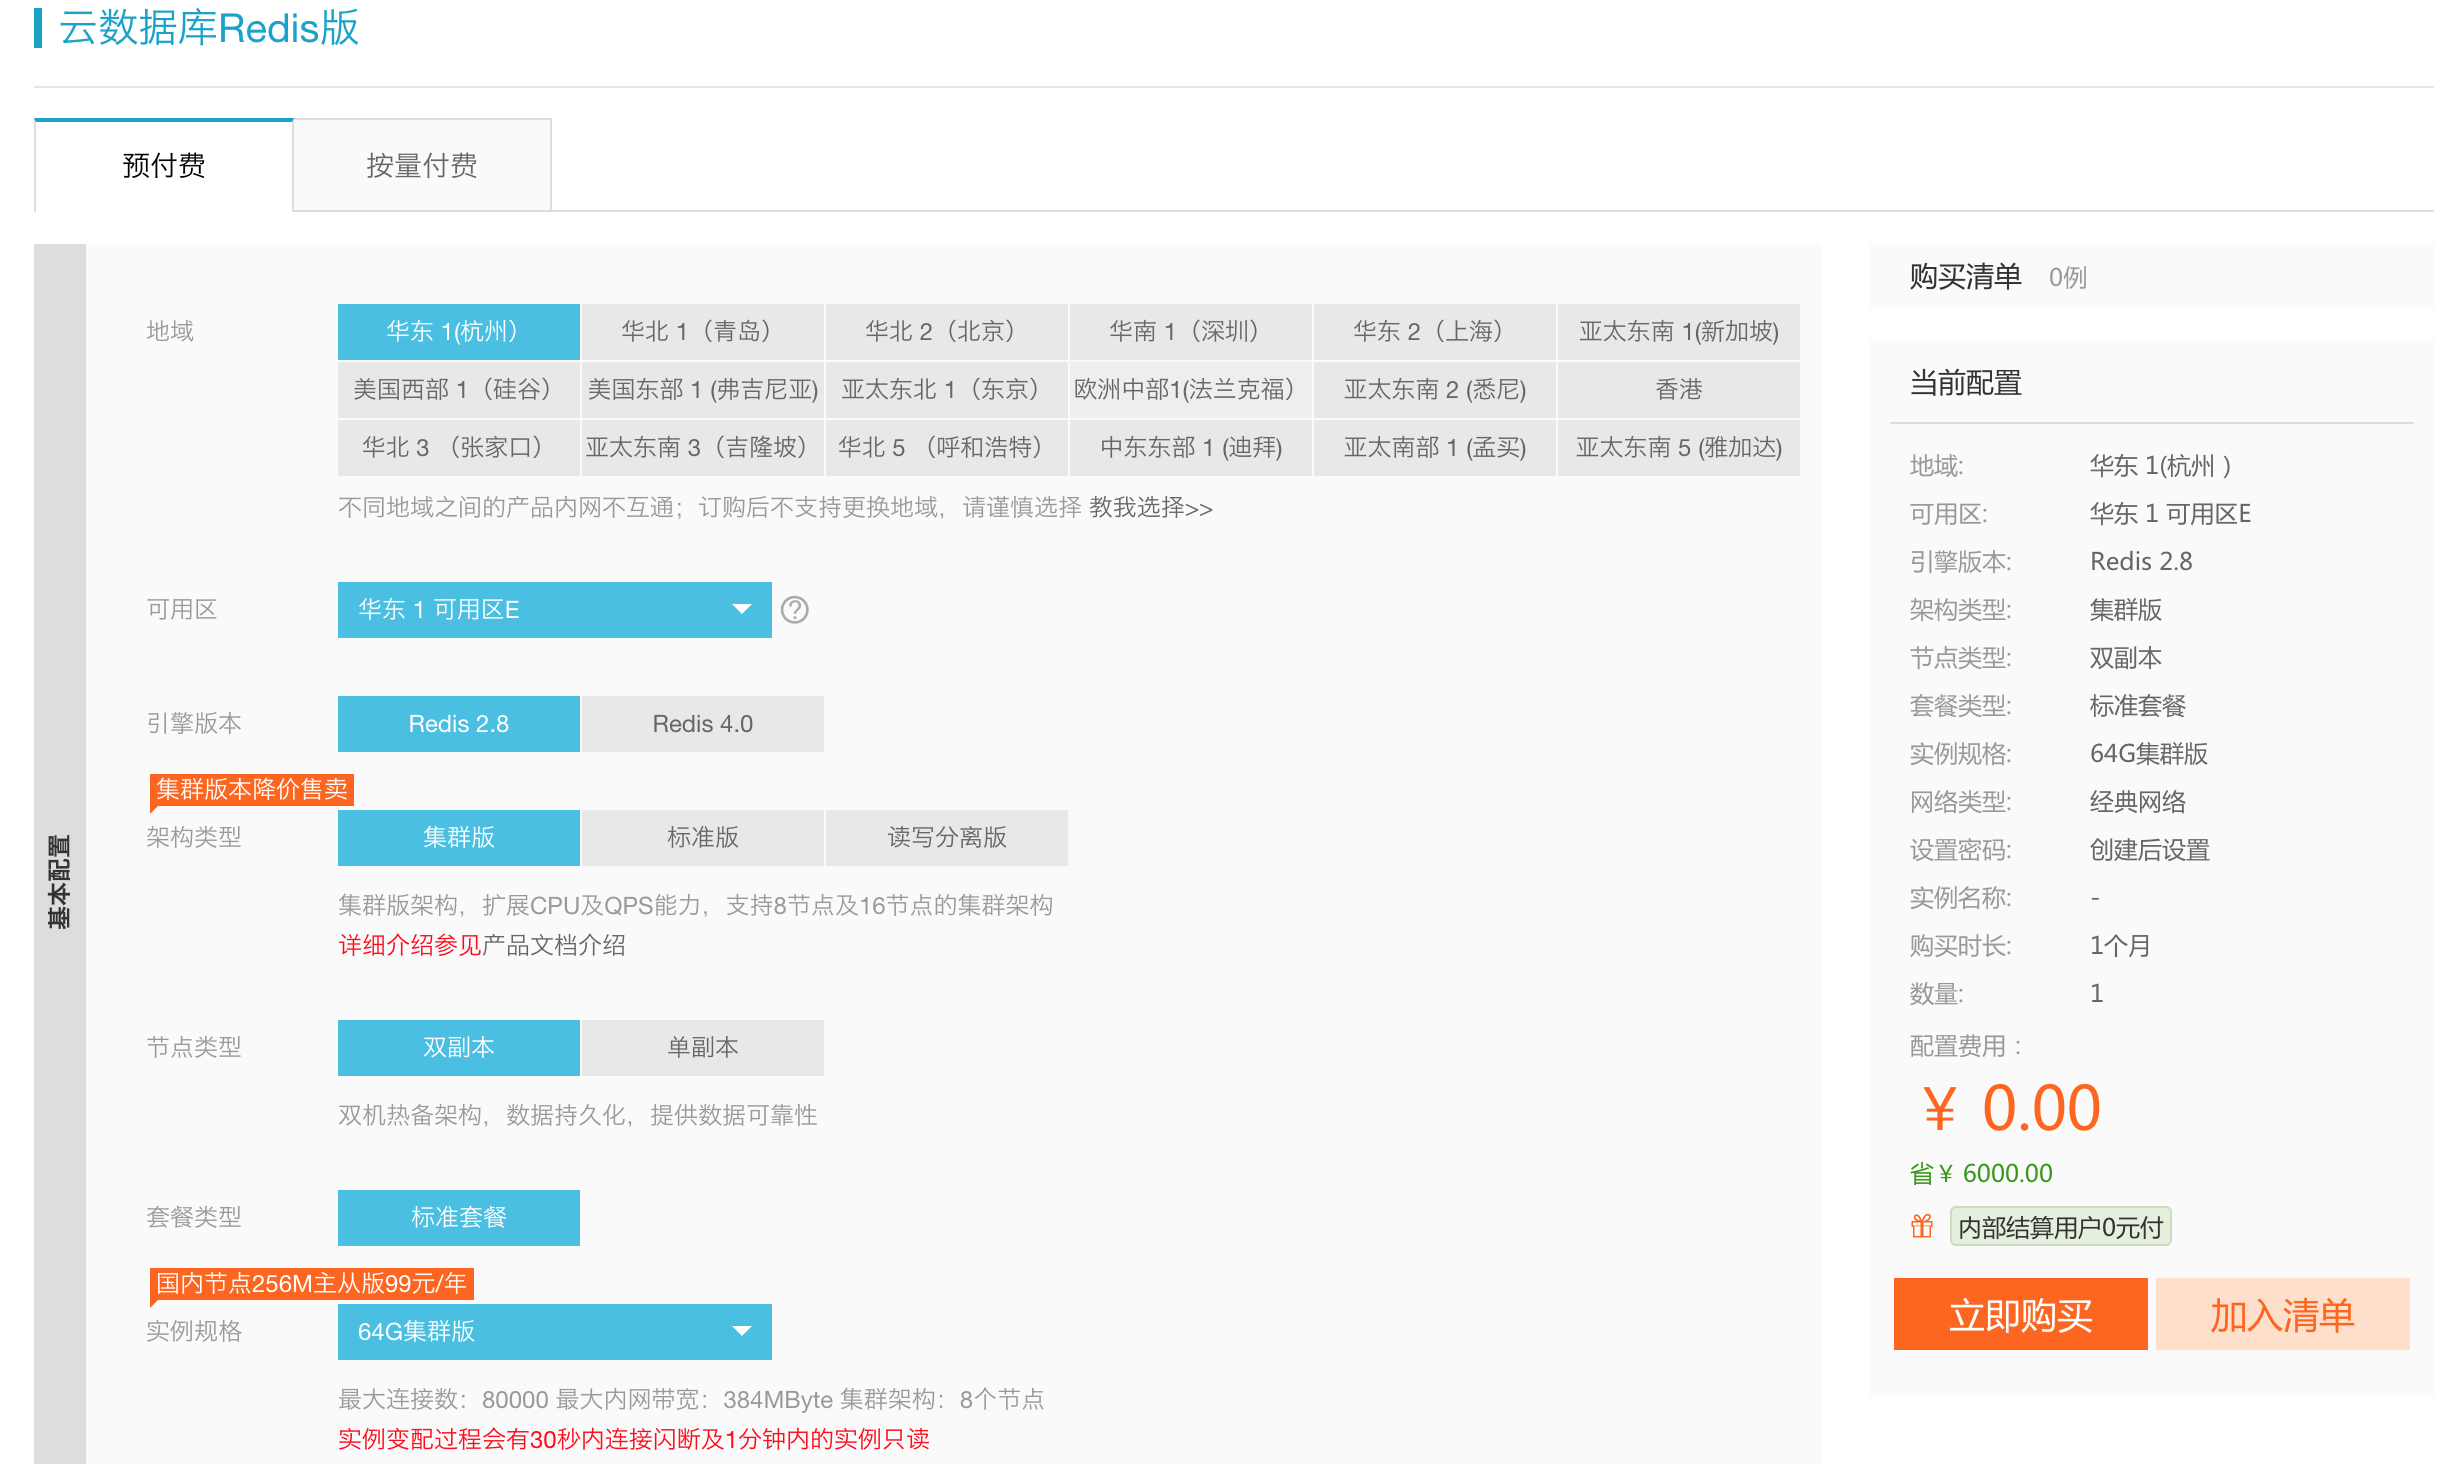 云数据库Redis版
预付费 按量付费
基本配置
地域 华东 1(杭州） 华北 1（青岛） 华北 2（北京） 华南 1（深圳） 华东 2（上海） 亚太东南 1(新加坡)
美国西部 1（硅谷） 美国东部 1 (弗吉尼亚) 亚太东北 1（东京） 欧洲中部1(法兰克福） 亚太东南 2 (悉尼) 香港
华北 3 （张家口） 亚太东南 3（吉隆坡） 华北 5 （呼和浩特） 中东东部 1 (迪拜) 亚太南部 1 (孟买) 亚太东南 5 (雅加达)
不同地域之间的产品内网不互通；订购后不支持更换地域，请谨慎选择 教我选择>>
可用区 华东 1 可用区E
引擎版本 Redis 2.8 Redis 4.0
集群版本降价售卖
架构类型 集群版 标准版 读写分离版
集群版架构，扩展CPU及QPS能力，支持8节点及16节点的集群架构
详细介绍参见产品文档介绍
节点类型 双副本 单副本
双机热备架构，数据持久化，提供数据可靠性
套餐类型 标准套餐
国内节点256M主从版99元/年
实例规格 64G集群版
最大连接数：80000 最大内网带宽：384MByte 集群架构：8个节点
实例变配过程会有30秒内连接闪断及1分钟内的实例只读
购买清单 0例
当前配置
地域: 华东 1(杭州 )
可用区: 华东 1 可用区E
引擎版本: Redis 2.8
架构类型: 集群版
节点类型: 双副本
套餐类型: 标准套餐
实例规格: 64G集群版
网络类型: 经典网络
设置密码: 创建后设置
实例名称: -
购买时长: 1个月
数量: 1
配置费用 :
¥ 0.00
省¥ 6000.00
内部结算用户0元付
立即购买 加入清单